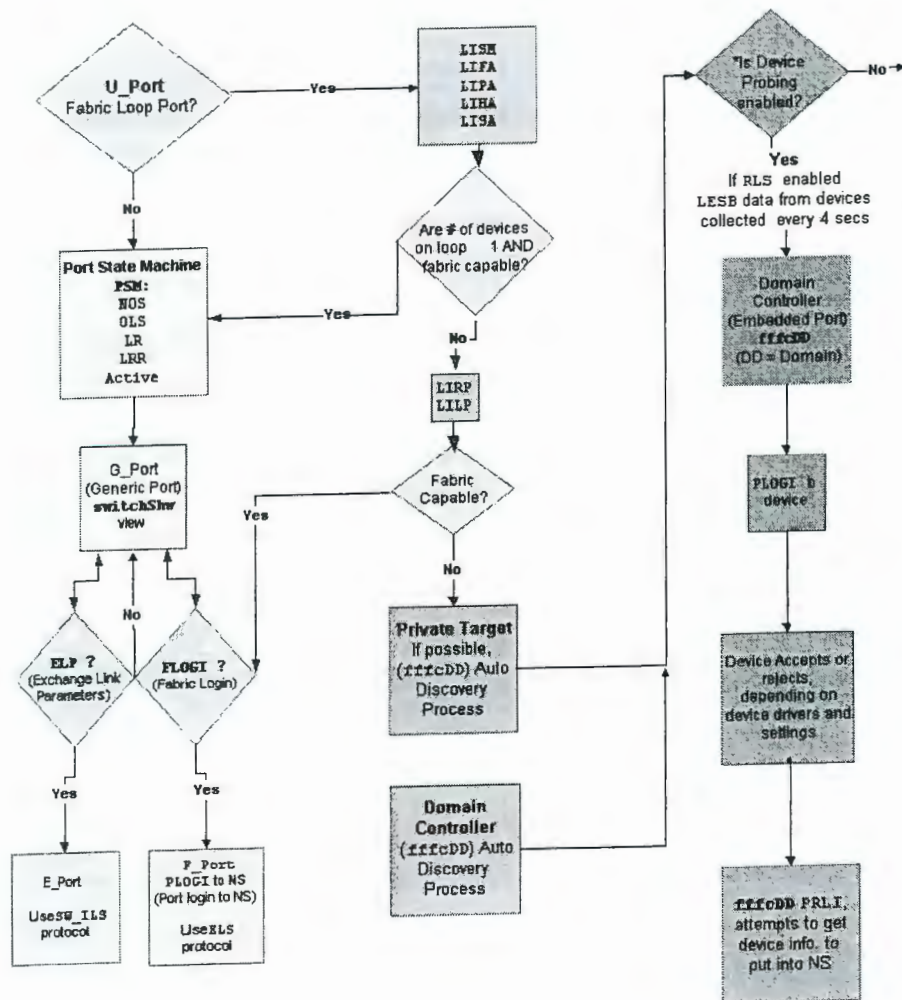 U_Port
Fabric Loop Port?
Yes
No
LISM
LIFA
LIPA
LIHA
LISA
Are # of devices
on loop 1 AND
fabric capable?
Yes
No
Port State Machine
PSM:
NOS
OLS
LR
LRR
Active
LIRP
LILP
G_Port
(Generic Port)
switchShw
view
Fabric
Capable?
Yes
No
No
ELP ?
(Exchange Link
Parameters)
FLOGI ?
(Fabric Login)
Yes
Yes
E_Port
UseSW_ILS
protocol
F_Port
PLOGI to NS
(Port login to NS)
UseELS
protocol
Private Target
If possible,
(fffcDD) Auto
Discovery
Process
Domain
Controller
(fffcDD) Auto
Discovery
Process
*Is Device
Probing
enabled?
No
Yes
If RLS enabled
LESB data from devices
collected every 4 secs
Domain
Controller
(Embedded Port)
fffcDD
(DD = Domain)
PLOGI b
device
Device Accepts or
rejects,
depending on
device drivers and
settings
fffcDD PRLI,
attempts to get
device info. to
put into NS